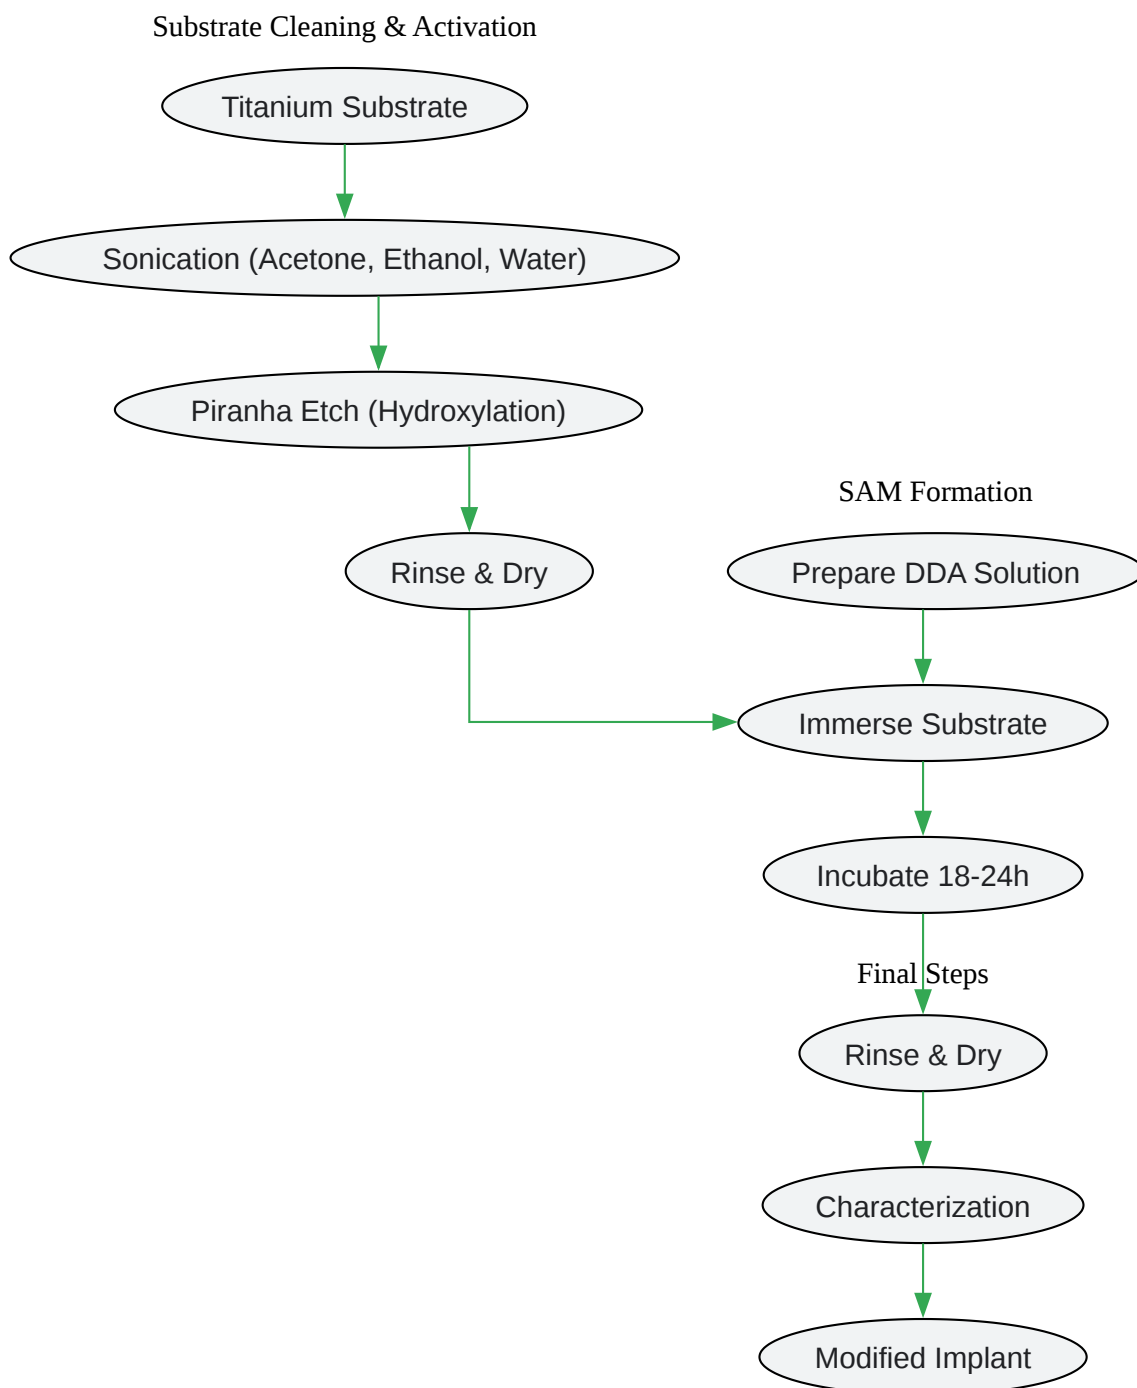 Substrate Cleaning & Activation
Titanium Substrate
Sonication (Acetone, Ethanol, Water)
Piranha Etch (Hydroxylation)
Rinse & Dry
SAM Formation
Prepare DDA Solution
Immerse Substrate
Incubate 18-24h
Final Steps
Rinse & Dry
Characterization
Modified Implant